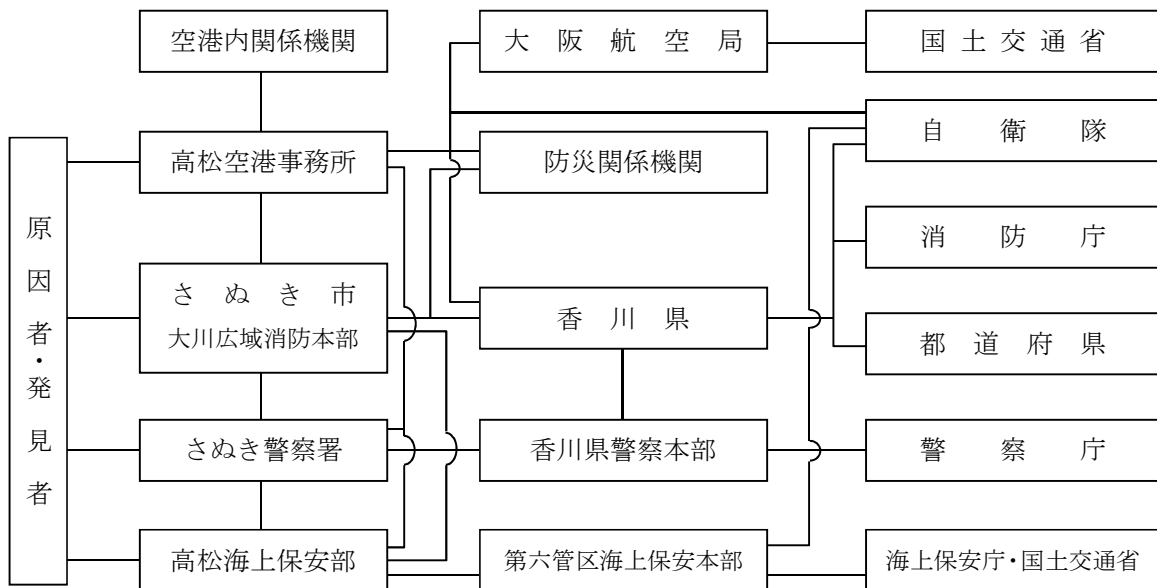 空港内関係機関
大阪航空局
国土交通省
自衛隊
高松空港事務所
防災関係機関
原因者・発見者
消防庁
さぬき市
大川広域消防本部
香川県
都道府県
さぬき警察署
香川県警察本部
警察庁
高松海上保安部
第六管区海上保安本部
海上保安庁・国土交通省